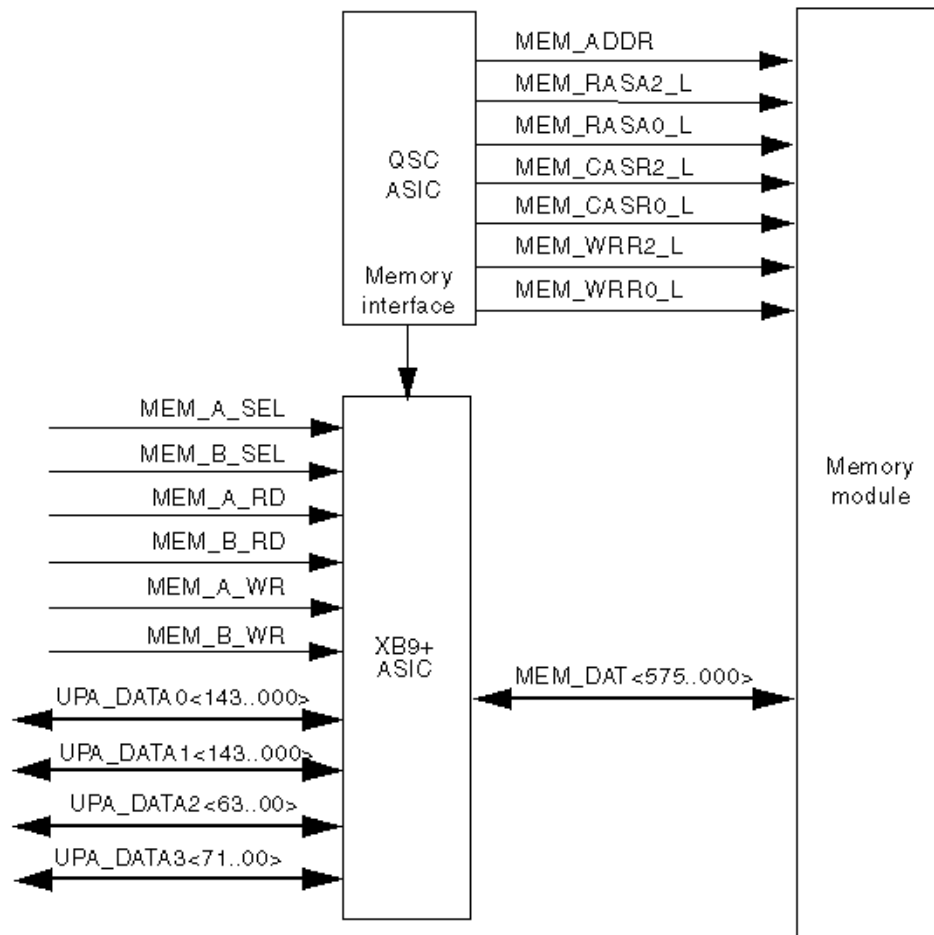 MEM_ADDR
MEM_RASA2_L
MEM_RASA0_L
QSC
ASIC
MEM_CASR2_L
MEM_CASR0_L
MEM_WRR2_L
Memory
interface
MEM_WRR0_L
MEM_A_SEL
MEM_B_SEL
MEM_A_RD
MEM_B_RD
MEM_A_WR
MEM_B_WR
Memory
module
XB9+
ASIC
MEM_DAT<575..000>
UPA_DATA0<143..000>
UPA_DATA1<143..000>
UPA_DATA2<63..00>
UPA_DATA3<71..00>